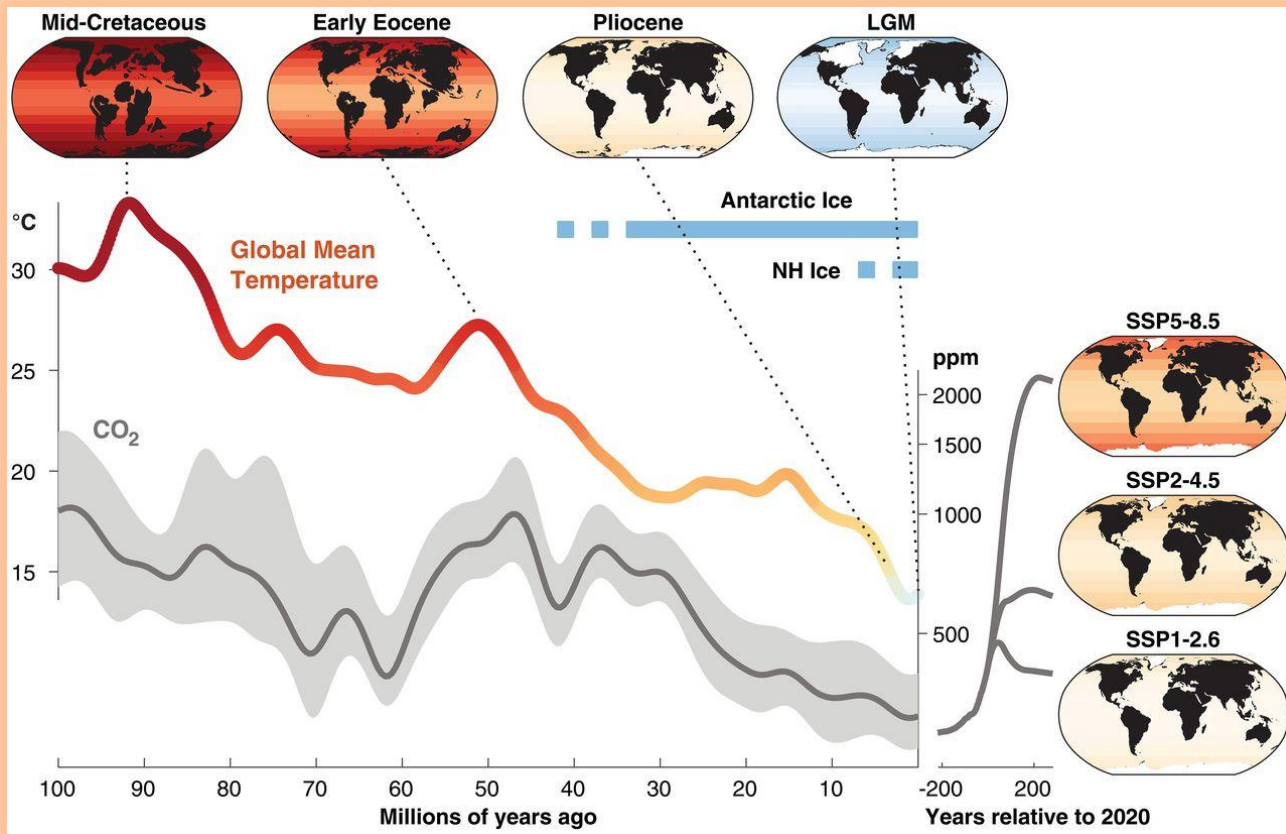 Mid-Cretaceous
Early Eocene
Pliocene
LGM
°C
30
25
20
15
Global Mean
Temperature
CO₂
Antarctic Ice
NH Ice
ppm
2000
1500
1000
500
SSP5-8.5
SSP2-4.5
SSP1-2.6
100 90 80 70 60 50 40 30 20 10
-200 200
Millions of years ago
Years relative to 2020